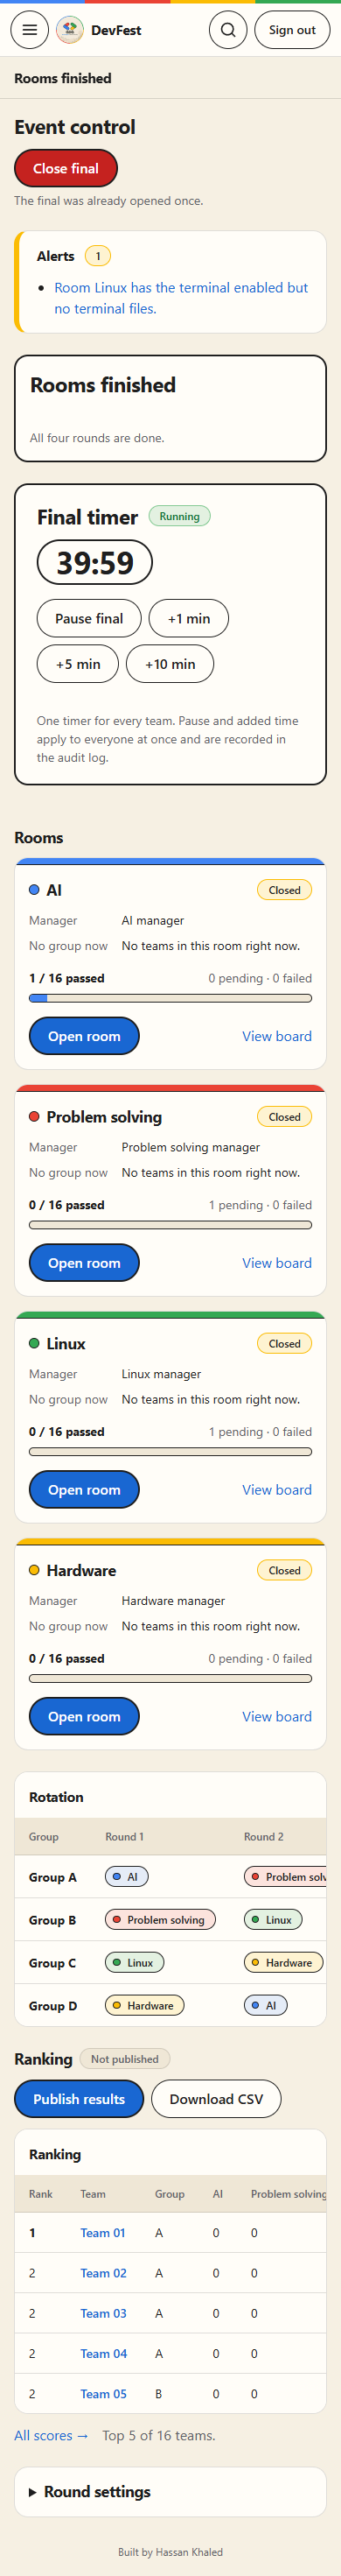 DevFest
Sign out
Rooms finished
Event control
Close final
The final was already opened once.
Alerts 1
Room Linux has the terminal enabled but
no terminal files.
Rooms finished
All four rounds are done.
Final timer Running
39:59
Pause final +1 min
+5 min +10 min
One timer for every team. Pause and added time
apply to everyone at once and are recorded in
the audit log.
Rooms
AI Closed
Manager AI manager
No group now No teams in this room right now.
1 / 16 passed 0 pending · 0 failed
Open room View board
Problem solving Closed
Manager Problem solving manager
No group now No teams in this room right now.
0 / 16 passed 1 pending · 0 failed
Open room View board
Linux Closed
Manager Linux manager
No group now No teams in this room right now.
0 / 16 passed 1 pending · 0 failed
Open room View board
Hardware Closed
Manager Hardware manager
No group now No teams in this room right now.
0 / 16 passed 0 pending · 0 failed
Open room View board
Rotation
Group Round 1 Round 2
Group A AI Problem solv
Group B Problem solving Linux
Group C Linux Hardware
Group D Hardware AI
Ranking Not published
Publish results Download CSV
Ranking
Rank Team Group AI Problem solving
1 Team 01 A 0 0
2 Team 02 A 0 0
2 Team 03 A 0 0
2 Team 04 A 0 0
2 Team 05 B 0 0
All scores → Top 5 of 16 teams.
Round settings
Built by Hassan Khaled